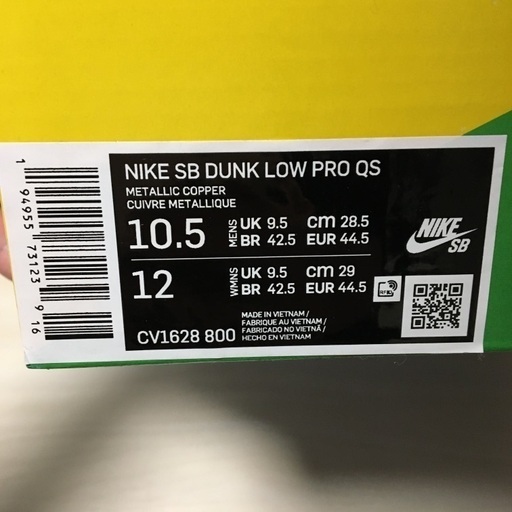 NIKE SB DUNK LOW PRO QS
METALLIC COPPER
CUIVRE METALLIQUE
10.5 MENS UK 9.5 cm 28.5
BR 42.5 EUR 44.5
12 WMNS UK 9.5 cm 29
BR 42.5 EUR 44.5
CV1628 800
MADE IN VIETNAM /
FABRIQUE AU VIETNAM /
FABRICADO NO VIETNÃ /
HECHO EN VIETNAM
NIKE
SB
1 94955 73123 9 16